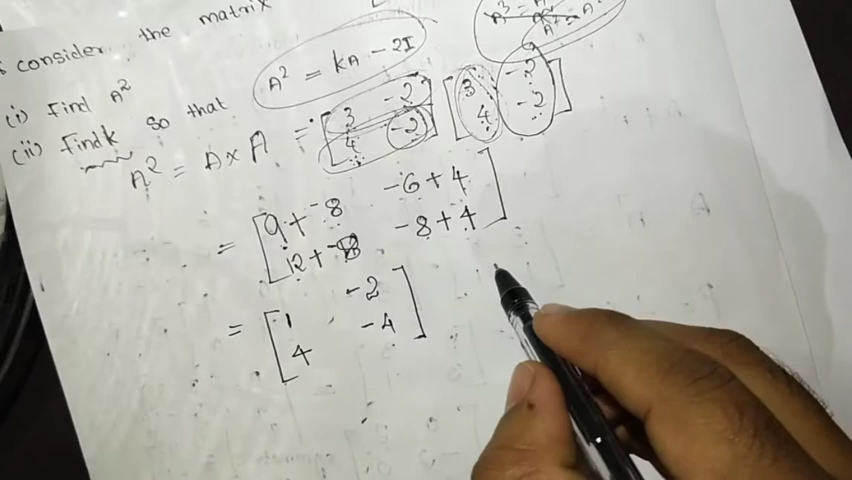 consider the matrix [
(i) Find A²
A² = kA - 2I
(ii) Find k so that
A² = A × A = [3 -2 4 -2] [3 -2 4 -2]
= [9 + -8 -6 + 4
12 + -8 -8 + 4]
= [1 -2
4 -4]